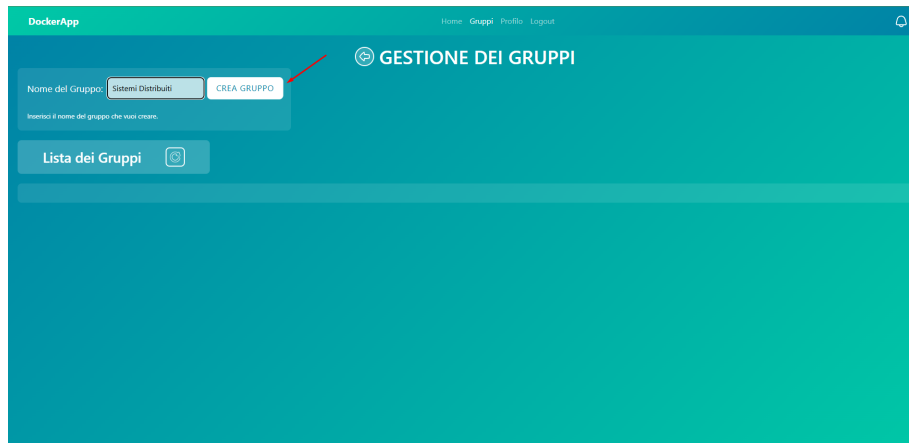 DockerApp
Home Gruppi Profilo Logout
GESTIONE DEI GRUPPI
Nome del Gruppo: Sistemi Distribuiti CREA GRUPPO
Inserisci il nome del gruppo che vuoi creare.
Lista dei Gruppi